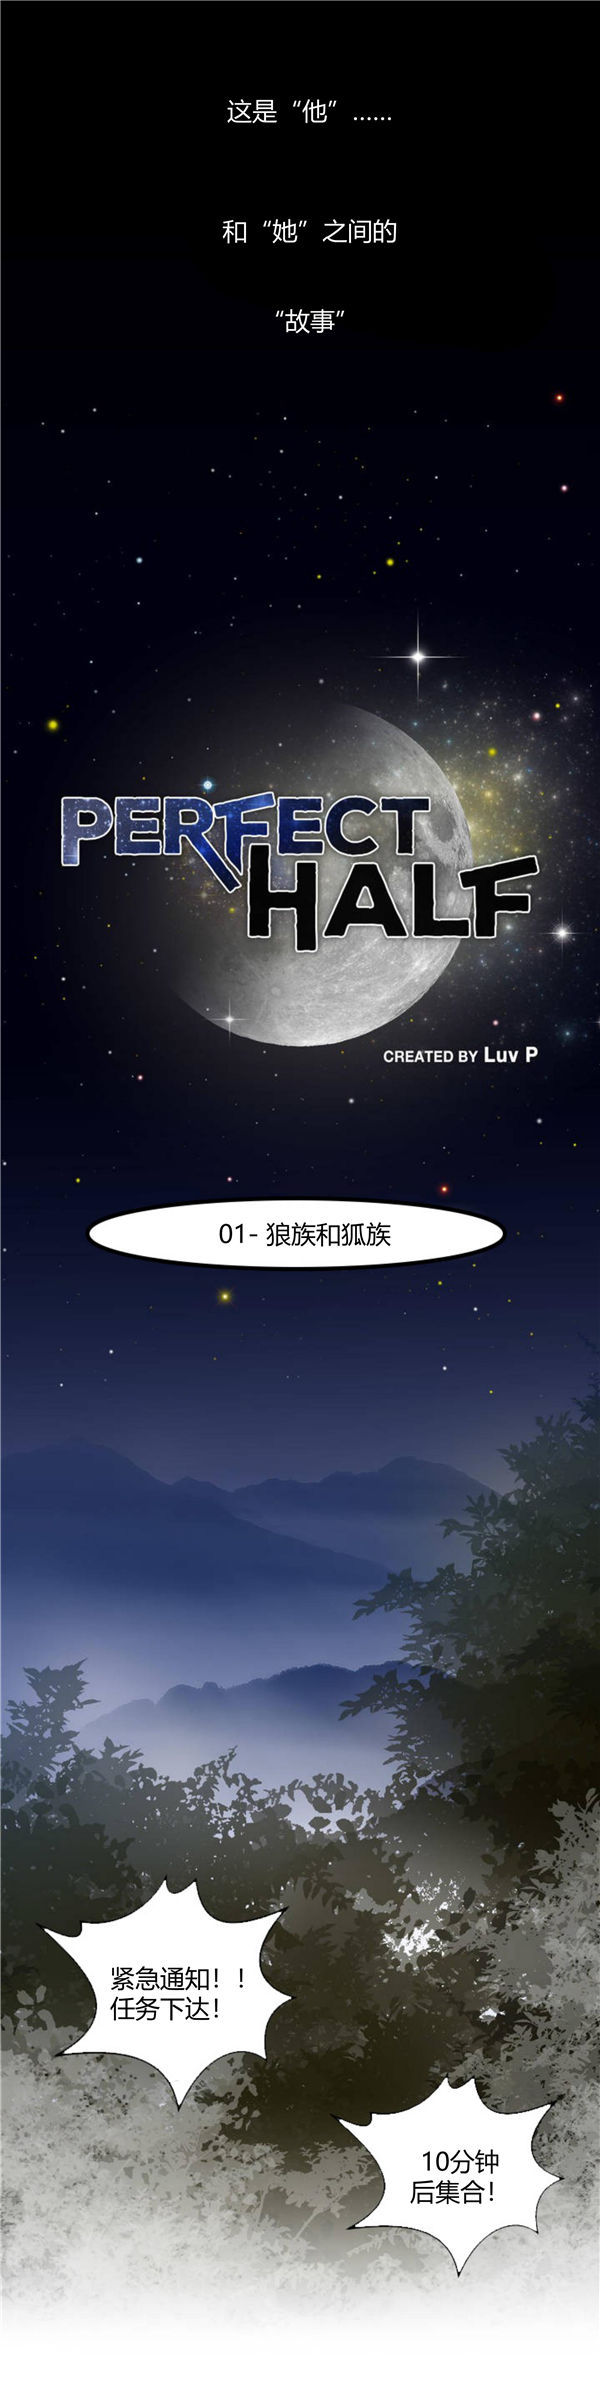 这是“他”……
和“她”之间的
“故事”
PERFECT
HALF
CREATED BY Luv P
01- 狼族和狐族
紧急通知！！
任务下达！
10分钟
后集合！